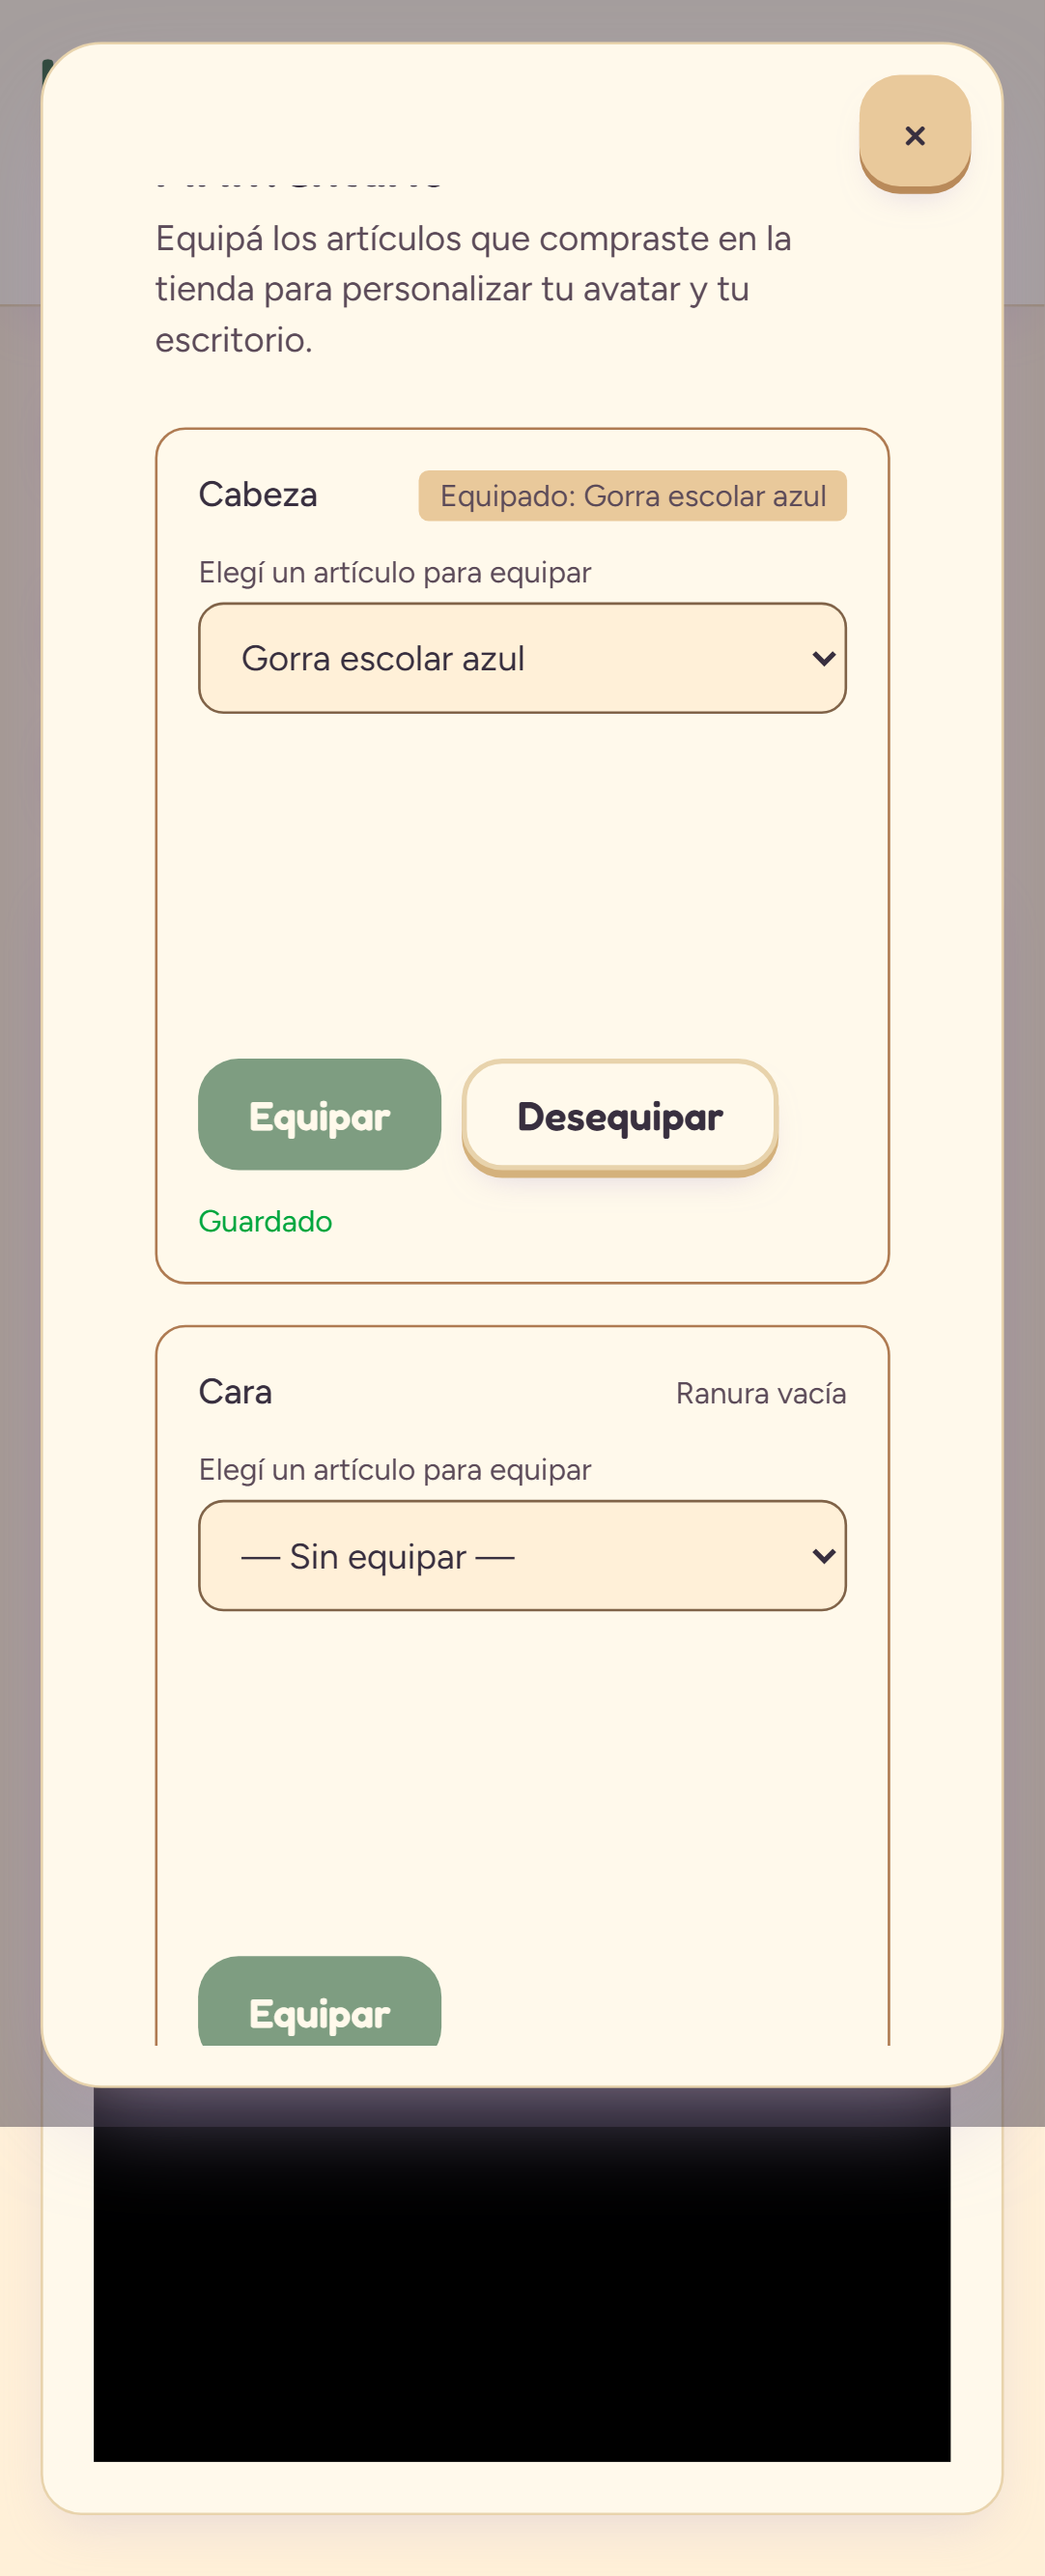 Equipá los artículos que compraste en la
tienda para personalizar tu avatar y tu
escritorio.
Cabeza
Equipado: Gorra escolar azul
Elegí un artículo para equipar
Gorra escolar azul
Equipar
Desequipar
Guardado
Cara
Ranura vacía
Elegí un artículo para equipar
— Sin equipar —
Equipar